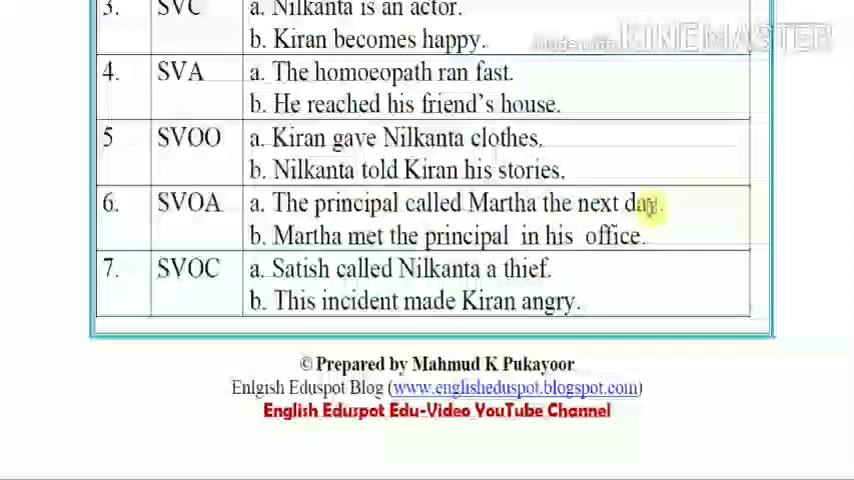 3. SVC a. Nilkanta is an actor.
b. Kiran becomes happy.
Made with KINEMASTER
4. SVA a. The homoeopath ran fast.
b. He reached his friend's house.
5 SVOO a. Kiran gave Nilkanta clothes.
b. Nilkanta told Kiran his stories.
6. SVOA a. The principal called Martha the next day.
b. Martha met the principal in his office.
7. SVOC a. Satish called Nilkanta a thief.
b. This incident made Kiran angry.
© Prepared by Mahmud K Pukayoor
Enlgish Eduspot Blog (www.englisheduspot.blogspot.com)
English Eduspot Edu-Video YouTube Channel